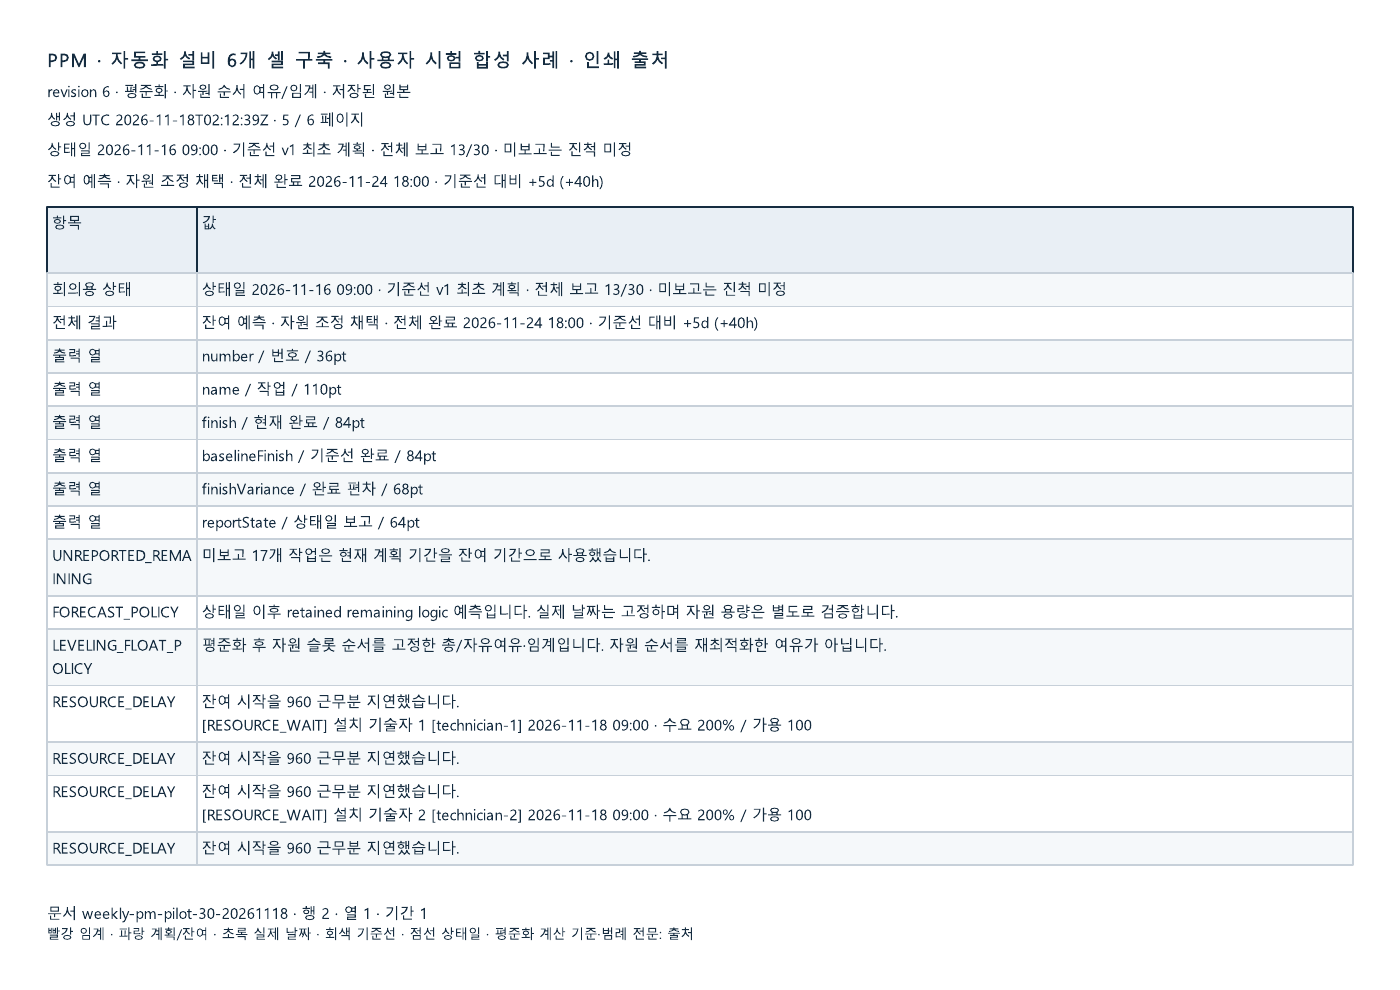 PPM · 자동화 설비 6개 셀 구축 · 사용자 시험 합성 사례 · 인쇄 출처
revision 6 · 평준화 · 자원 순서 여유/임계 · 저장된 원본
생성 UTC 2026-11-18T02:12:39Z · 5 / 6 페이지
상태일 2026-11-16 09:00 · 기준선 v1 최초 계획 · 전체 보고 13/30 · 미보고는 진척 미정
잔여 예측 · 자원 조정 채택 · 전체 완료 2026-11-24 18:00 · 기준선 대비 +5d (+40h)
항목 값
회의용 상태 상태일 2026-11-16 09:00 · 기준선 v1 최초 계획 · 전체 보고 13/30 · 미보고는 진척 미정
전체 결과 잔여 예측 · 자원 조정 채택 · 전체 완료 2026-11-24 18:00 · 기준선 대비 +5d (+40h)
출력 열 number / 번호 / 36pt
출력 열 name / 작업 / 110pt
출력 열 finish / 현재 완료 / 84pt
출력 열 baselineFinish / 기준선 완료 / 84pt
출력 열 finishVariance / 완료 편차 / 68pt
출력 열 reportState / 상태일 보고 / 64pt
UNREPORTED_REMA 미보고 17개 작업은 현재 계획 기간을 잔여 기간으로 사용했습니다.
INING
FORECAST_POLICY 상태일 이후 retained remaining logic 예측입니다. 실제 날짜는 고정하며 자원 용량은 별도로 검증합니다.
LEVELING_FLOAT_P 평준화 후 자원 슬롯 순서를 고정한 총/자유여유·임계입니다. 자원 순서를 재최적화한 여유가 아닙니다.
OLICY
RESOURCE_DELAY 잔여 시작을 960 근무분 지연했습니다.
[RESOURCE_WAIT] 설치 기술자 1 [technician-1] 2026-11-18 09:00 · 수요 200% / 가용 100
RESOURCE_DELAY 잔여 시작을 960 근무분 지연했습니다.
RESOURCE_DELAY 잔여 시작을 960 근무분 지연했습니다.
[RESOURCE_WAIT] 설치 기술자 2 [technician-2] 2026-11-18 09:00 · 수요 200% / 가용 100
RESOURCE_DELAY 잔여 시작을 960 근무분 지연했습니다.
문서 weekly-pm-pilot-30-20261118 · 행 2 · 열 1 · 기간 1
빨강 임계 · 파랑 계획/잔여 · 초록 실제 날짜 · 회색 기준선 · 점선 상태일 · 평준화 계산 기준·범례 전문: 출처